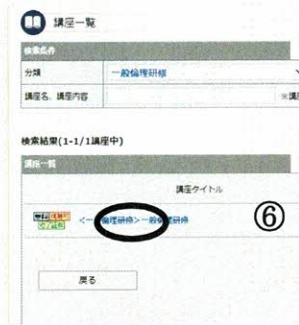 講座一覧
検索条件
分類 一般倫理研修
講座名、講座内容 ※講
検索結果(1-1/1講座中)
講座一覧
講座タイトル
<一般倫理研修>一般倫理研修 ⑥
戻る